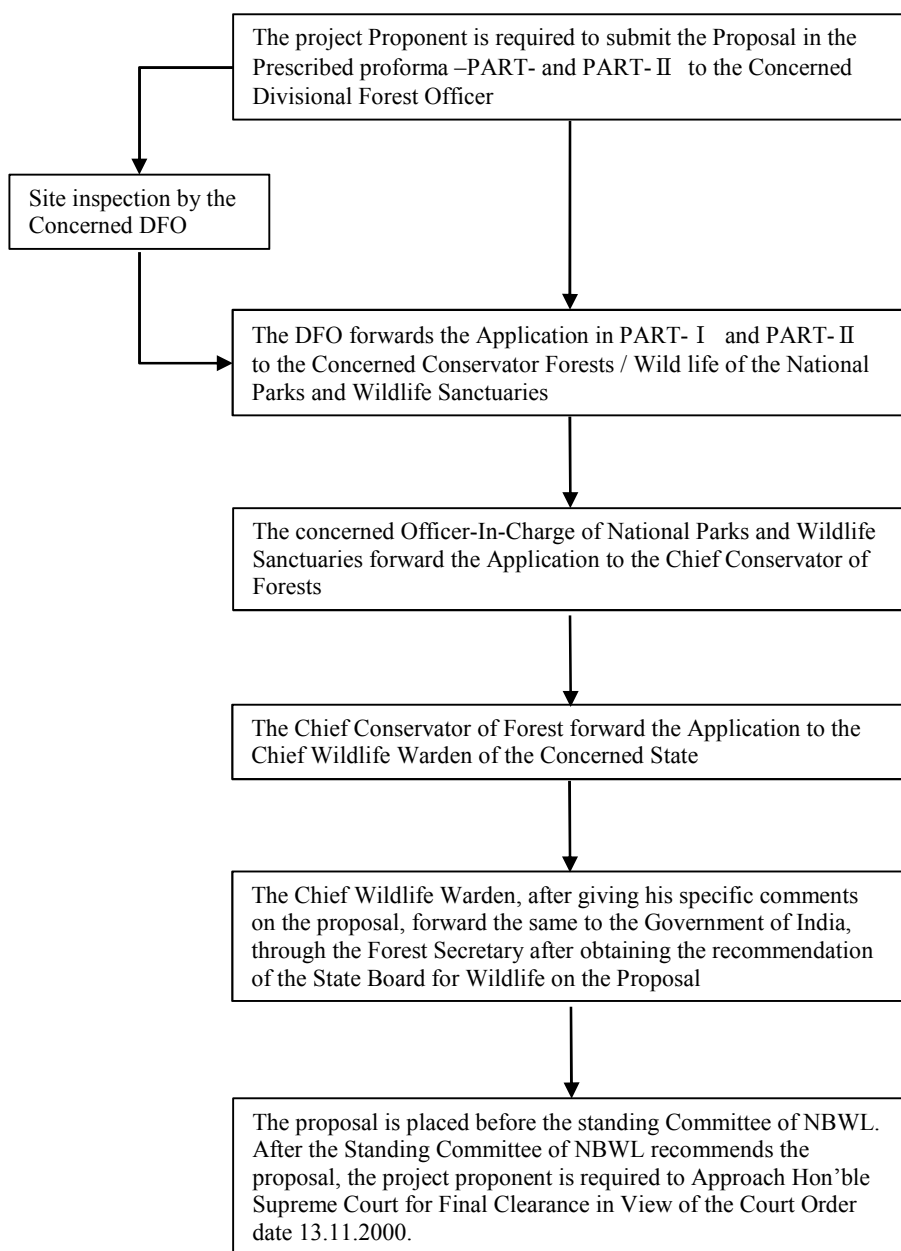 The project Proponent is required to submit the Proposal in the
Prescribed proforma –PART- and PART-Ⅱ to the Concerned
Divisional Forest Officer
Site inspection by the
Concerned DFO
The DFO forwards the Application in PART-Ⅰ and PART-Ⅱ
to the Concerned Conservator Forests / Wild life of the National
Parks and Wildlife Sanctuaries
The concerned Officer-In-Charge of National Parks and Wildlife
Sanctuaries forward the Application to the Chief Conservator of
Forests
The Chief Conservator of Forest forward the Application to the
Chief Wildlife Warden of the Concerned State
The Chief Wildlife Warden, after giving his specific comments
on the proposal, forward the same to the Government of India,
through the Forest Secretary after obtaining the recommendation
of the State Board for Wildlife on the Proposal
The proposal is placed before the standing Committee of NBWL.
After the Standing Committee of NBWL recommends the
proposal, the project proponent is required to Approach Hon’ble
Supreme Court for Final Clearance in View of the Court Order
date 13.11.2000.